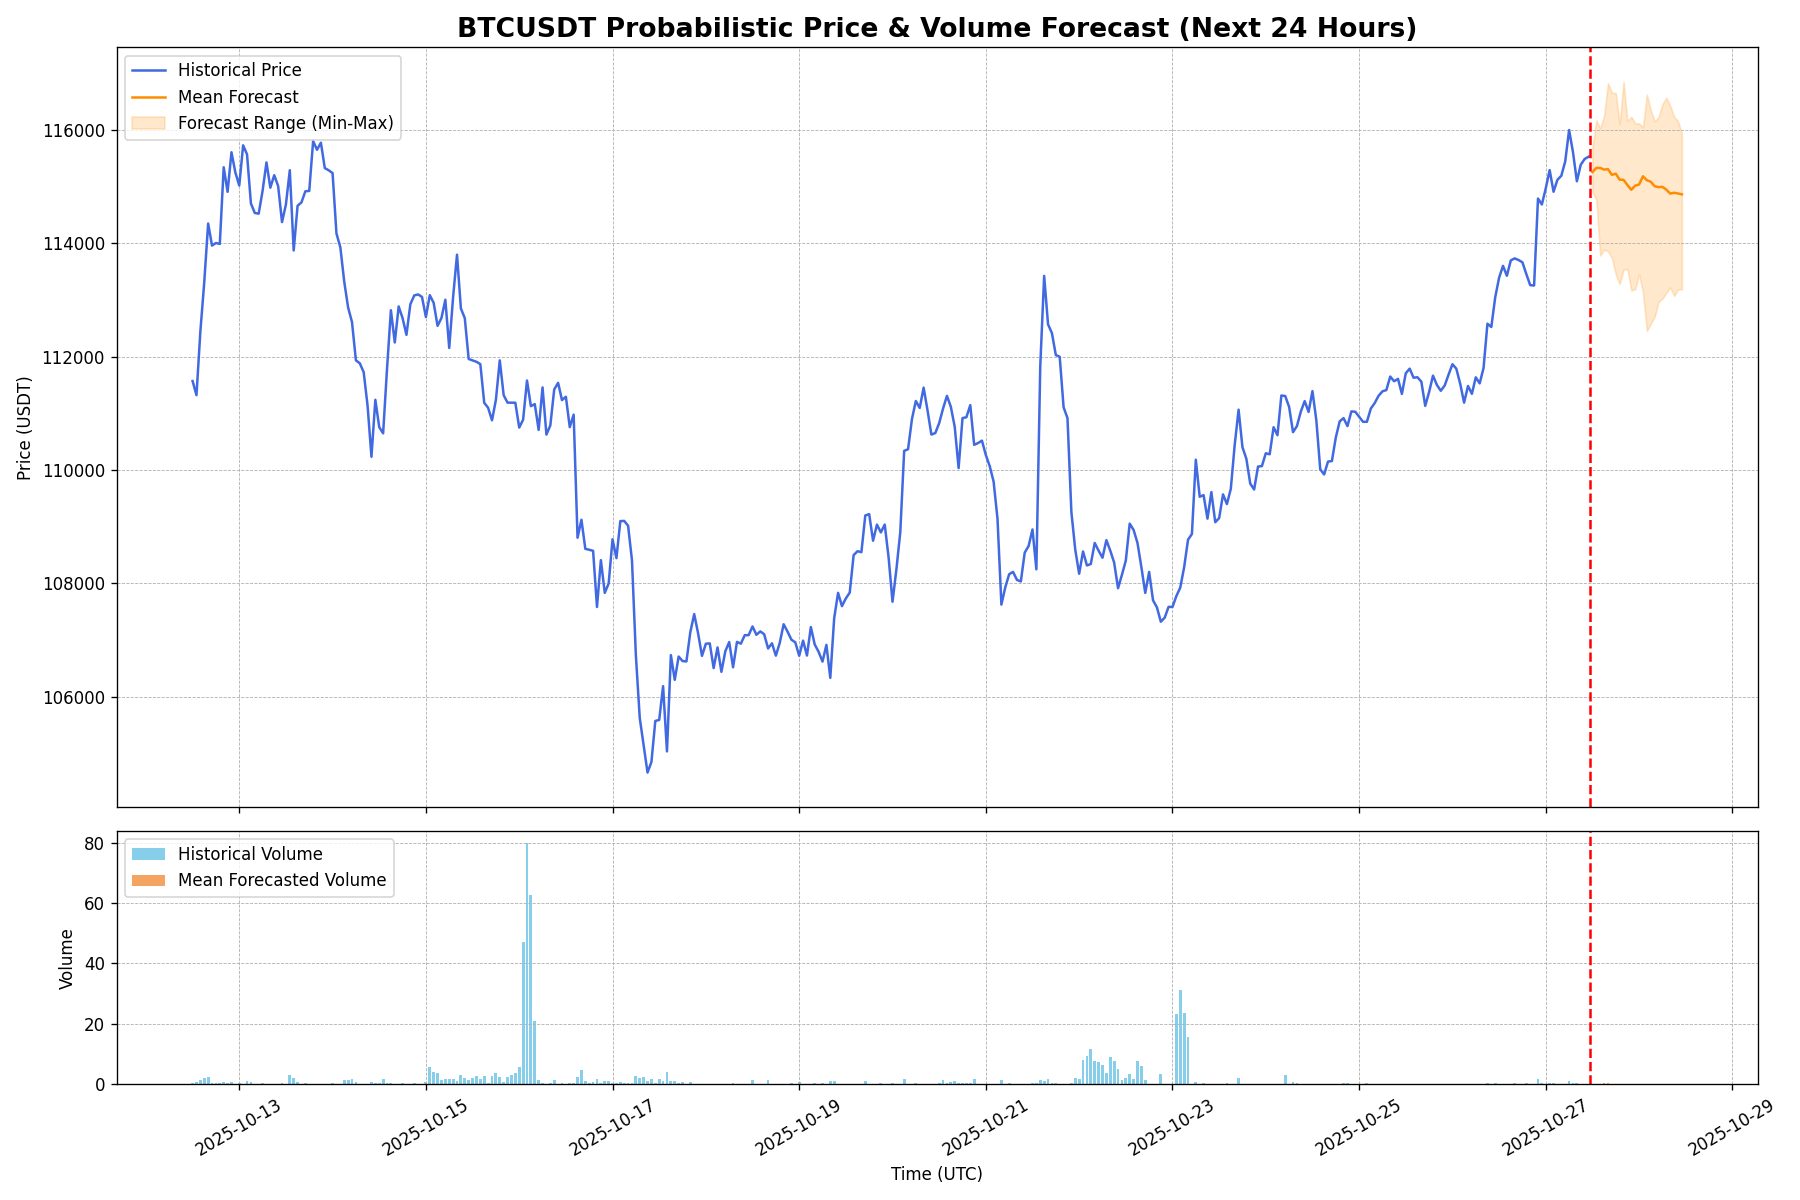 BTCUSDT Probabilistic Price & Volume Forecast (Next 24 Hours)
Historical Price
Mean Forecast
Forecast Range (Min-Max)
116000
114000
112000
110000
108000
106000
Price (USDT)
Historical Volume
Mean Forecasted Volume
80
60
40
20
0
Volume
2025-10-13
2025-10-15
2025-10-17
2025-10-19
2025-10-21
2025-10-23
2025-10-25
2025-10-27
2025-10-29
Time (UTC)